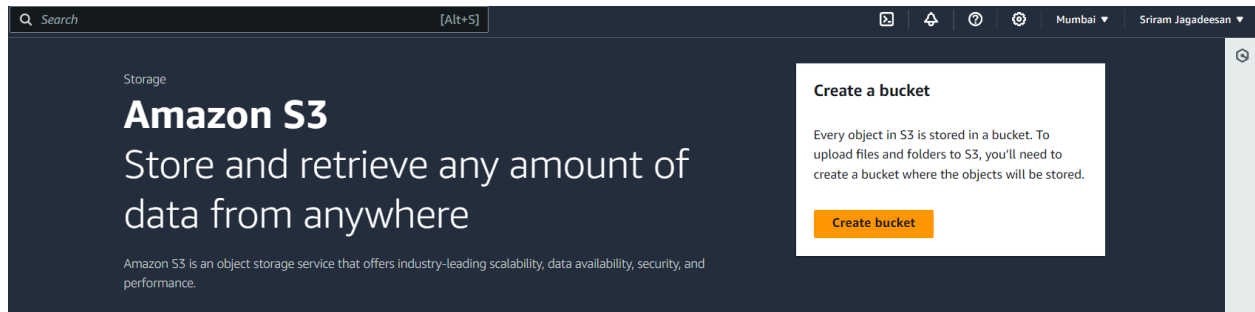 Search [Alt+S] Mumbai ▼ Sriram Jagadeesan ▼
Storage
Amazon S3
Store and retrieve any amount of
data from anywhere
Amazon S3 is an object storage service that offers industry-leading scalability, data availability, security, and
performance.
Create a bucket
Every object in S3 is stored in a bucket. To
upload files and folders to S3, you'll need to
create a bucket where the objects will be stored.
Create bucket